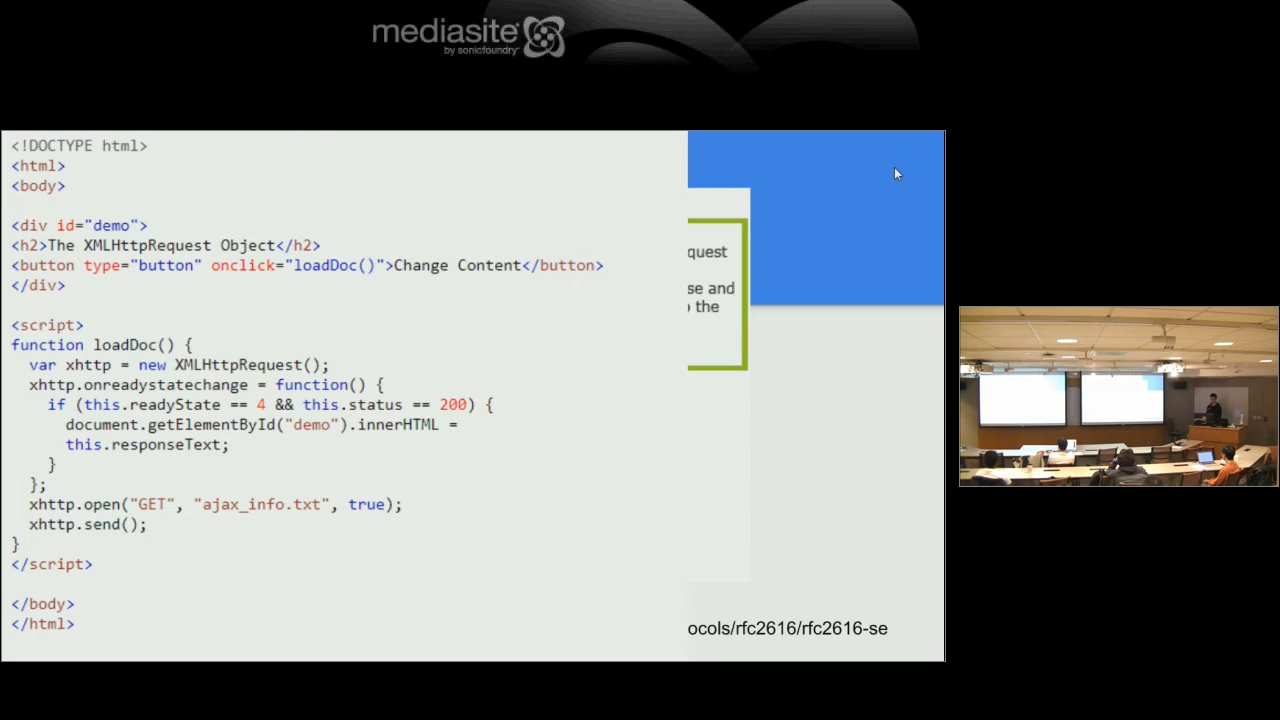 mediasite
by sonicfoundry
<!DOCTYPE html>
<html>
<body>
<div id="demo">
<h2>The XMLHttpRequest Object</h2>
<button type="button" onclick="loadDoc()">Change Content</button>
</div>
<script>
function loadDoc() {
var xhttp = new XMLHttpRequest();
xhttp.onreadystatechange = function() {
if (this.readyState == 4 && this.status == 200) {
document.getElementById("demo").innerHTML =
this.responseText;
}
};
xhttp.open("GET", "ajax_info.txt", true);
xhttp.send();
}
</script>
</body>
</html>
quest
se and
the
ocols/rfc2616/rfc2616-se